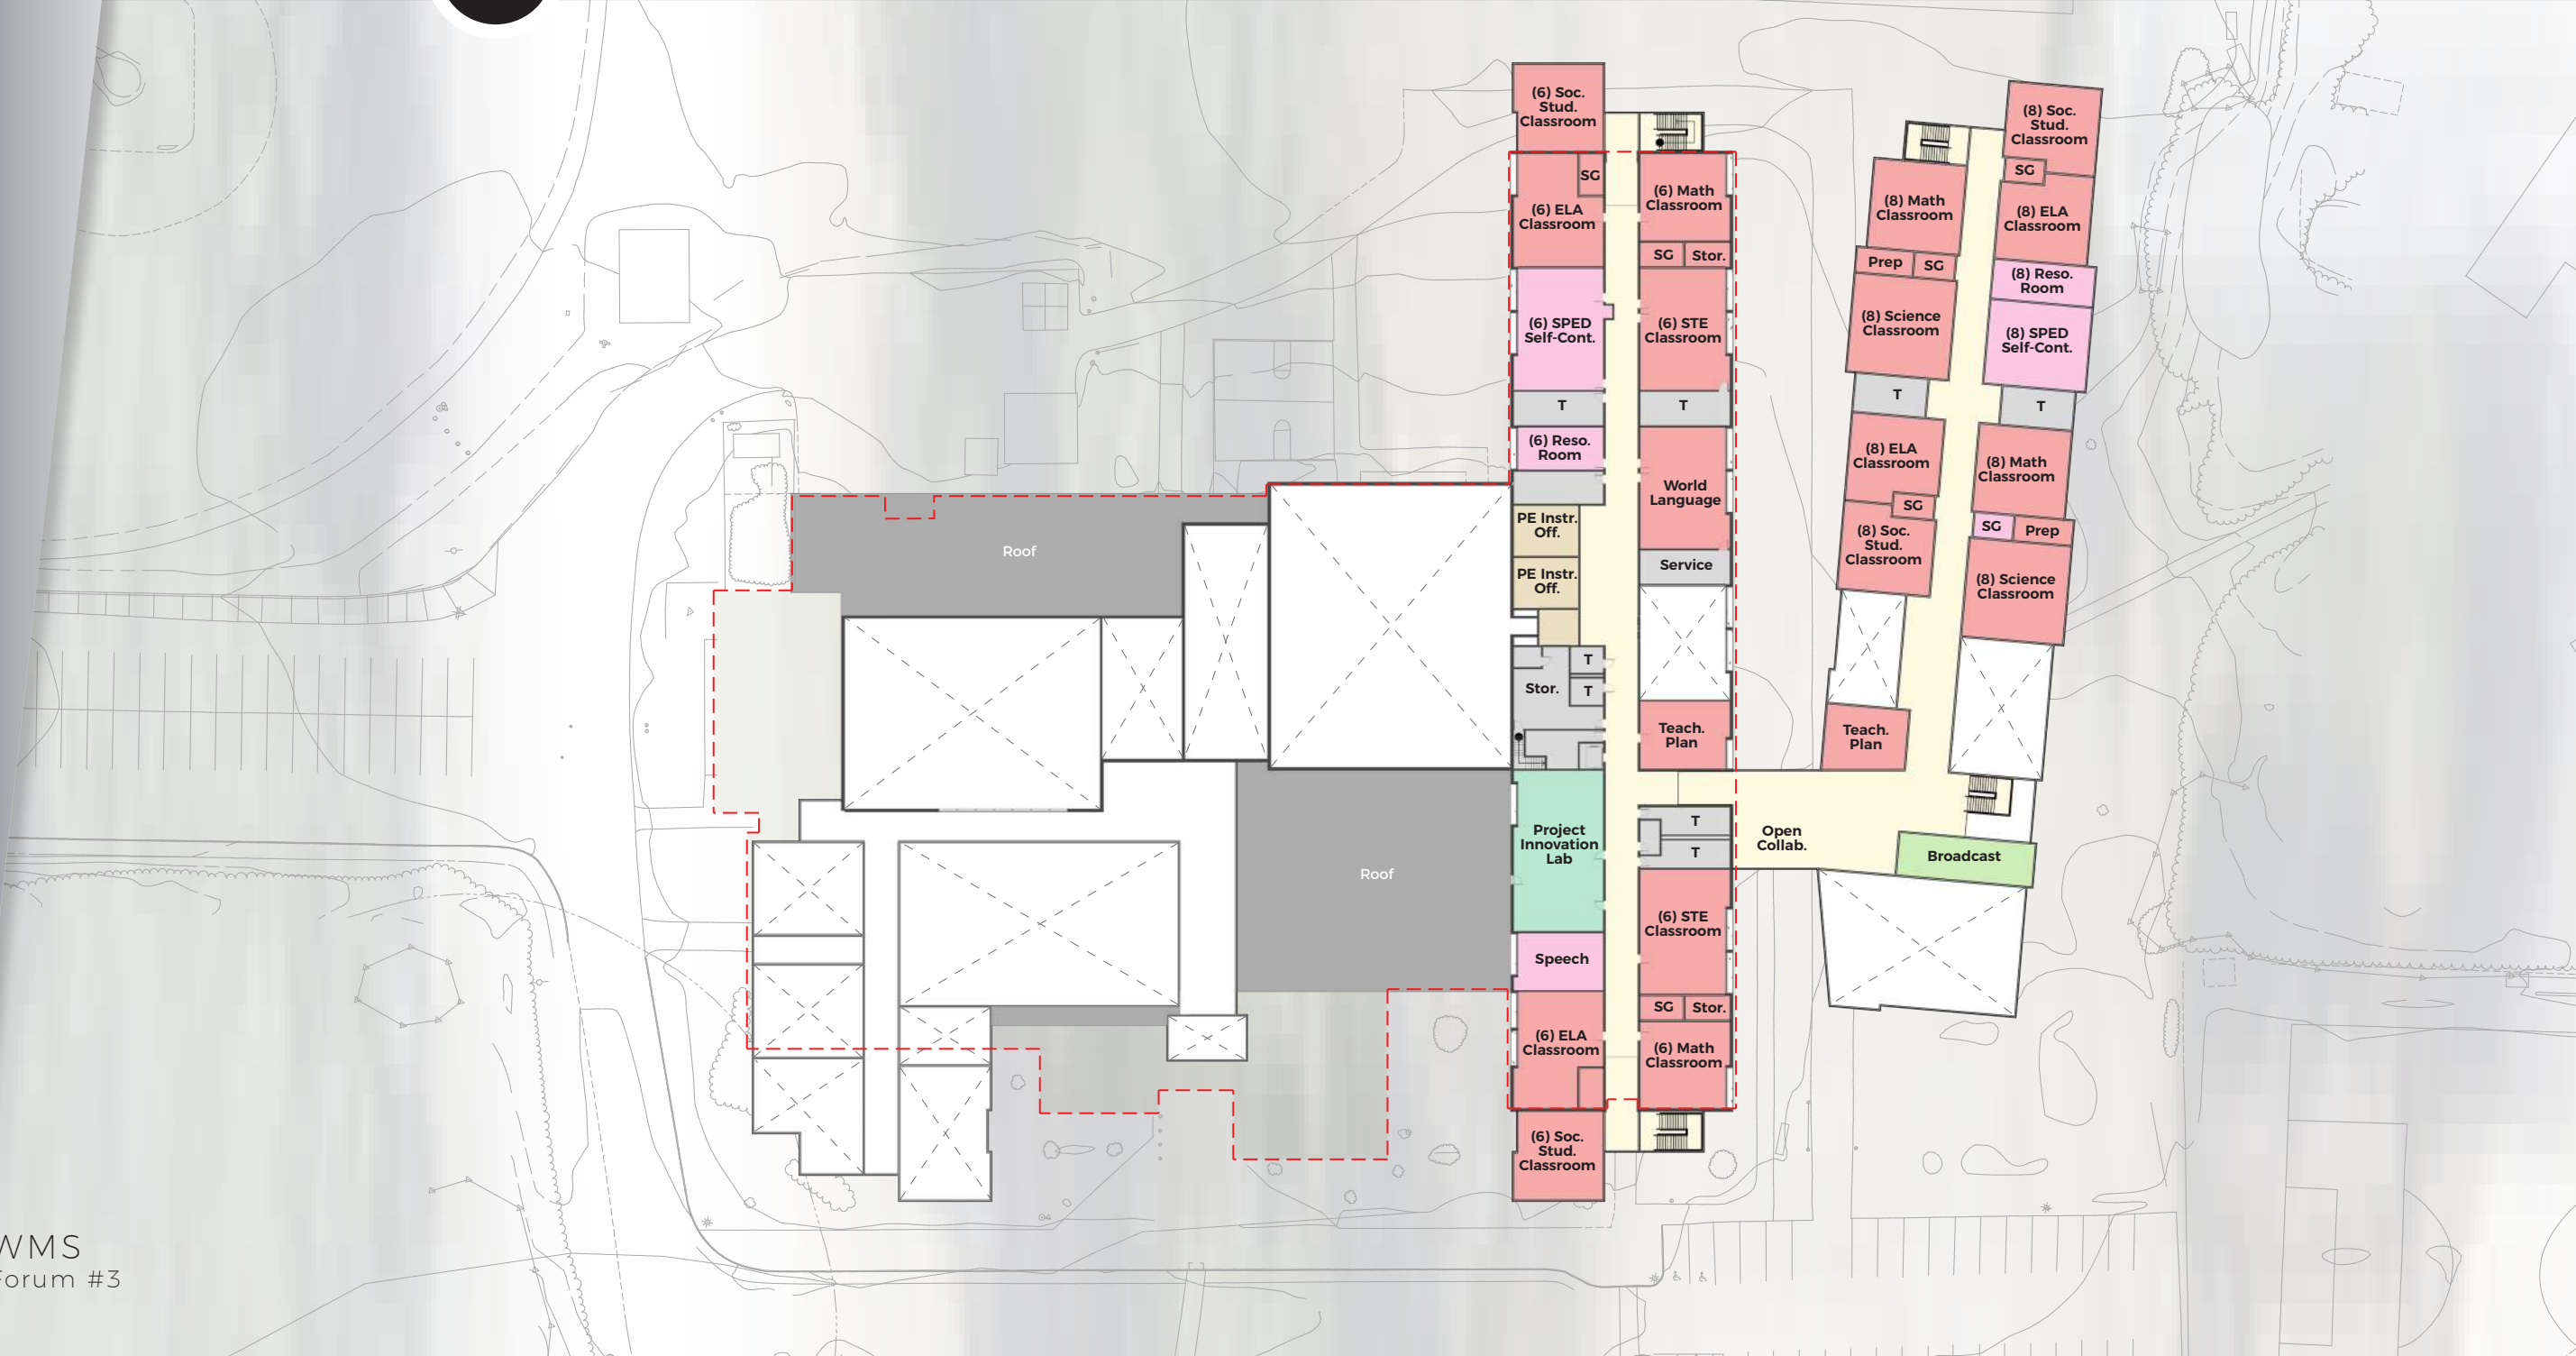 (6) Soc.
Stud.
Classroom
SG
(6) ELA
Classroom
(6) Math
Classroom
SG
Stor.
(6) SPED
Self-Cont.
(6) STE
Classroom
T
T
(6) Reso.
Room
World
Language
PE Instr.
Off.
PE Instr.
Off.
Service
T
Stor.
T
Teach.
Plan
Project
Innovation
Lab
T
T
Open
Collab.
Speech
(6) STE
Classroom
SG
Stor.
(6) ELA
Classroom
(6) Math
Classroom
(6) Soc.
Stud.
Classroom
(8) Soc.
Stud.
Classroom
SG
(8) Math
Classroom
(8) ELA
Classroom
Prep
SG
(8) Reso.
Room
(8) Science
Classroom
(8) SPED
Self-Cont.
T
T
(8) ELA
Classroom
(8) Math
Classroom
SG
(8) Soc.
Stud.
Classroom
SG
Prep
(8) Science
Classroom
Teach.
Plan
Broadcast
Roof
Roof
WMS
Forum #3